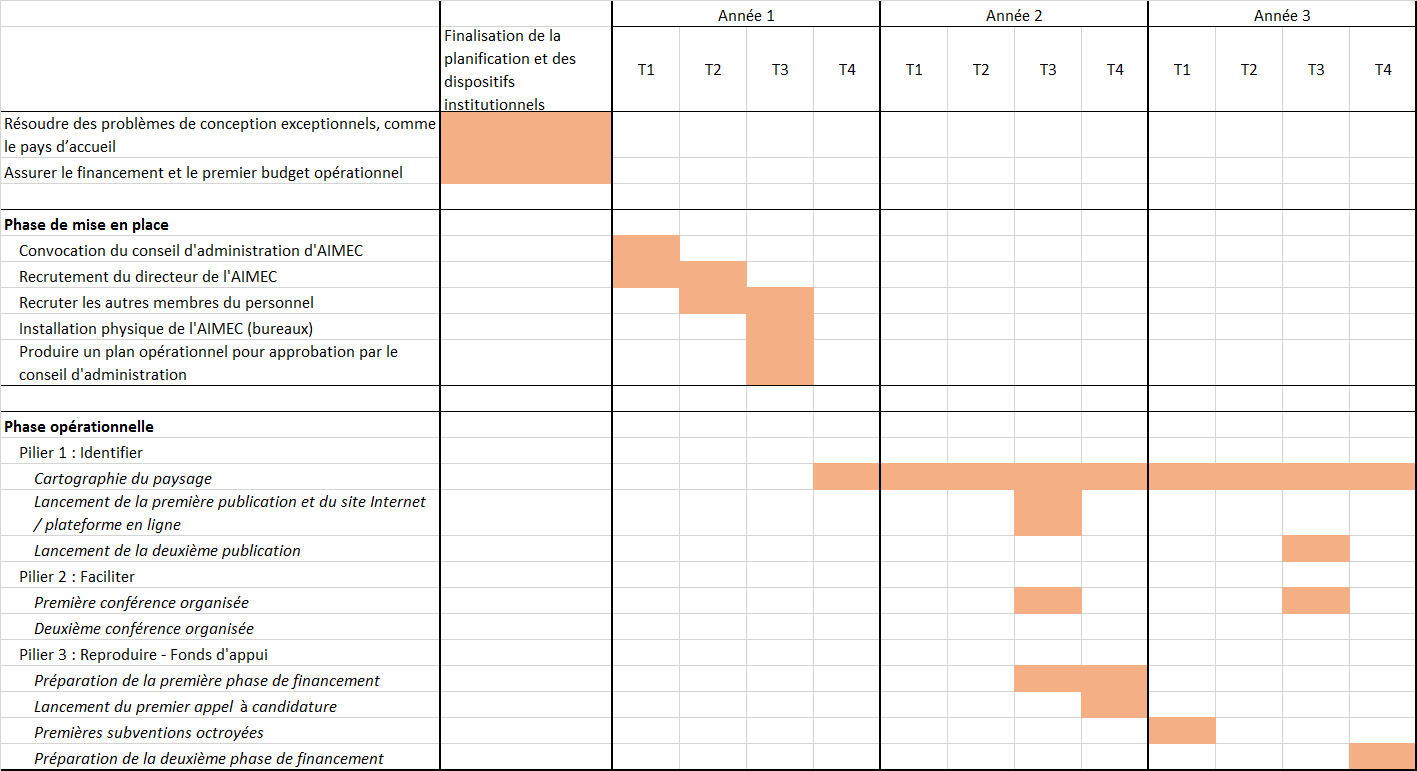 Année 1 Année 2 Année 3
Finalisation de la
planification et des
dispositifs
institutionnels
T1 T2 T3 T4 T1 T2 T3 T4 T1 T2 T3 T4
Résoudre des problèmes de conception exceptionnels, comme
le pays d’accueil
Assurer le financement et le premier budget opérationnel
Phase de mise en place
Convocation du conseil d'administration d'AIMEC
Recrutement du directeur de l'AIMEC
Recruter les autres membres du personnel
Installation physique de l'AIMEC (bureaux)
Produire un plan opérationnel pour approbation par le
conseil d'administration
Phase opérationnelle
Pilier 1 : Identifier
Cartographie du paysage
Lancement de la première publication et du site Internet
/ plateforme en ligne
Lancement de la deuxième publication
Pilier 2 : Faciliter
Première conférence organisée
Deuxième conférence organisée
Pilier 3 : Reproduire - Fonds d'appui
Préparation de la première phase de financement
Lancement du premier appel à candidature
Premières subventions octroyées
Préparation de la deuxième phase de financement